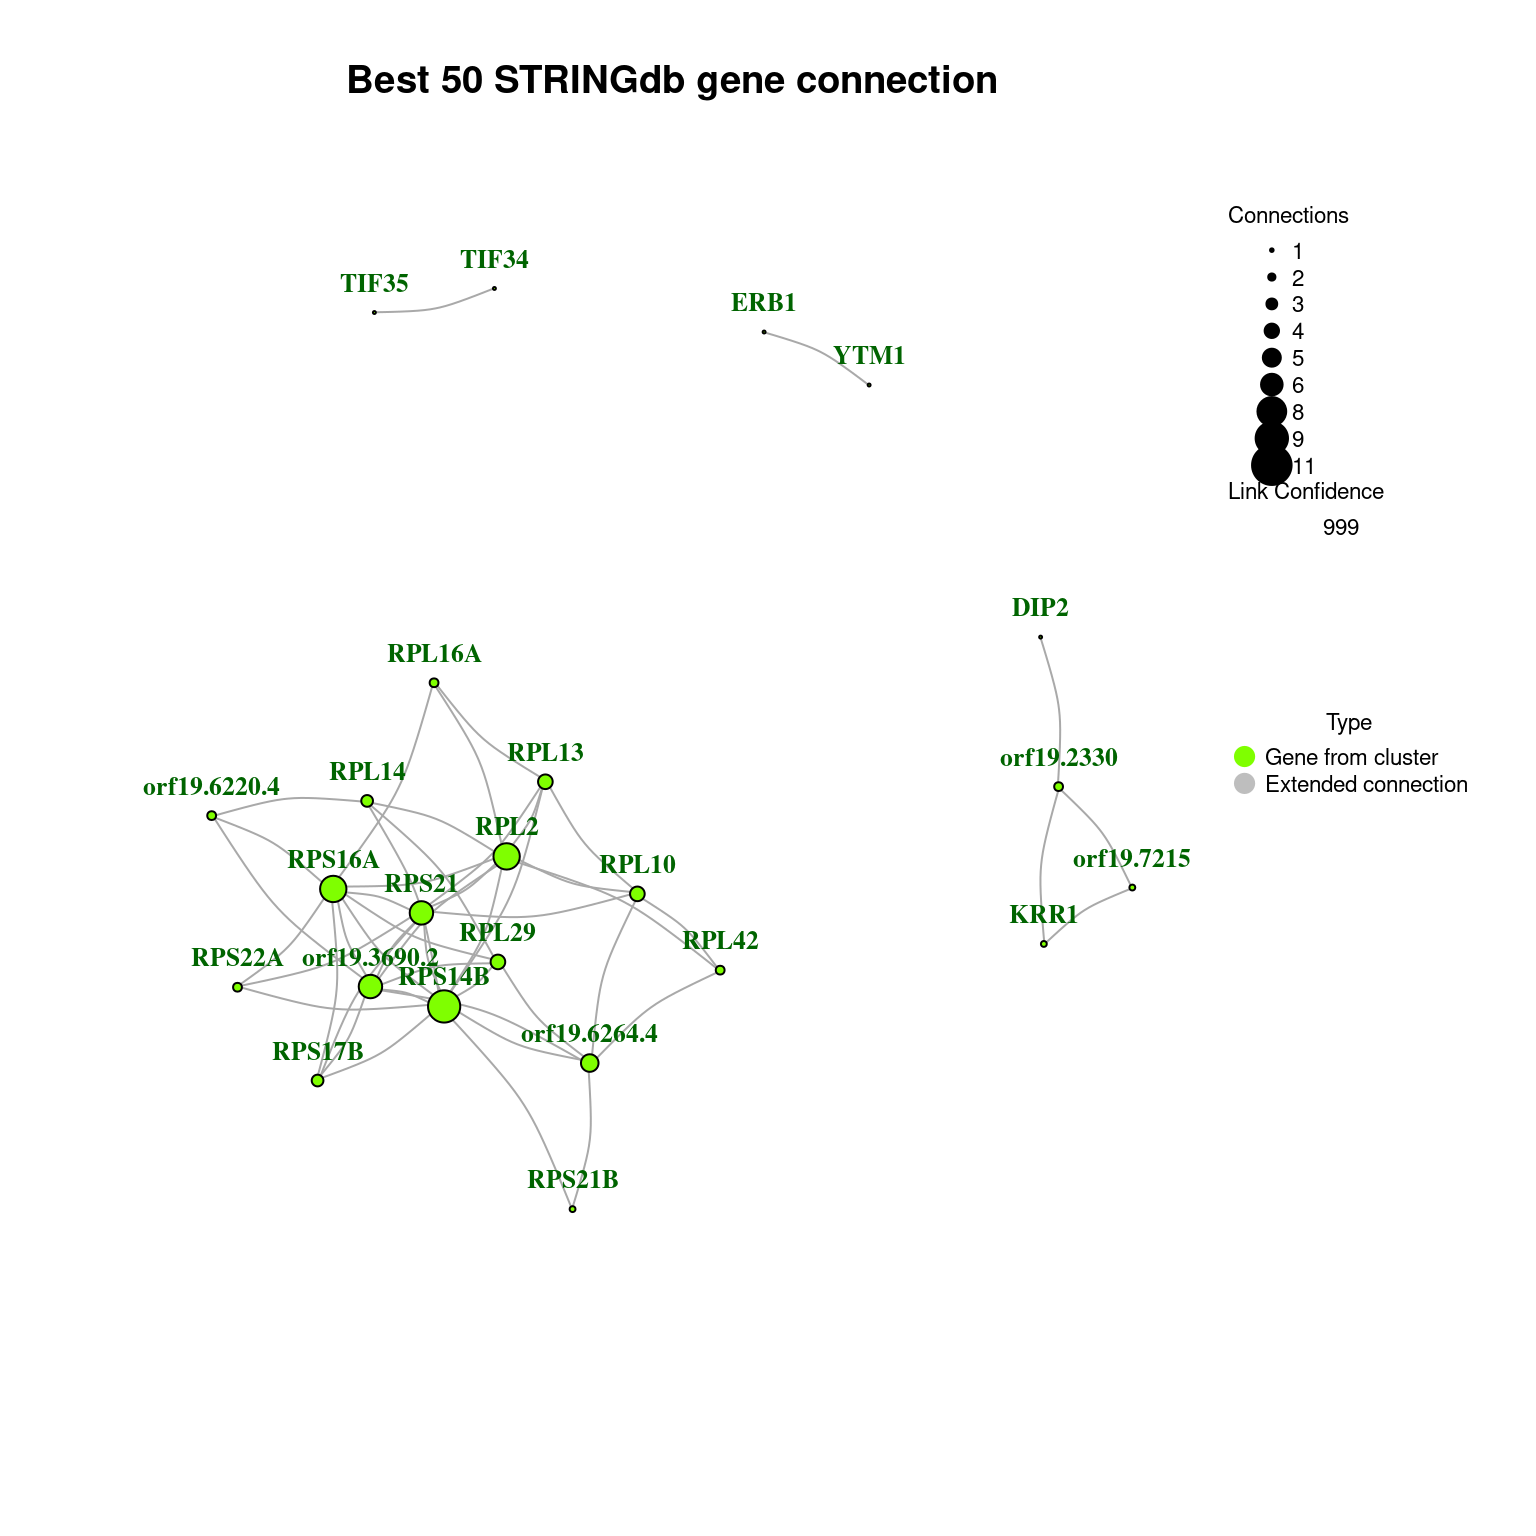 Best 50 STRINGdb gene connection
Connections
1
2
3
4
5
6
8
9
11
Link Confidence
999
Type
Gene from cluster
Extended connection
TIF34
TIF35
ERB1
YTM1
DIP2
RPL16A
RPL13
orf19.2330
RPL14
orf19.6220.4
RPL2
RPS16A
orf19.7215
RPL10
RPS21
KRR1
RPL29
RPL42
RPS22A
orf19.3690.2
RPS14B
orf19.6264.4
RPS17B
RPS21B